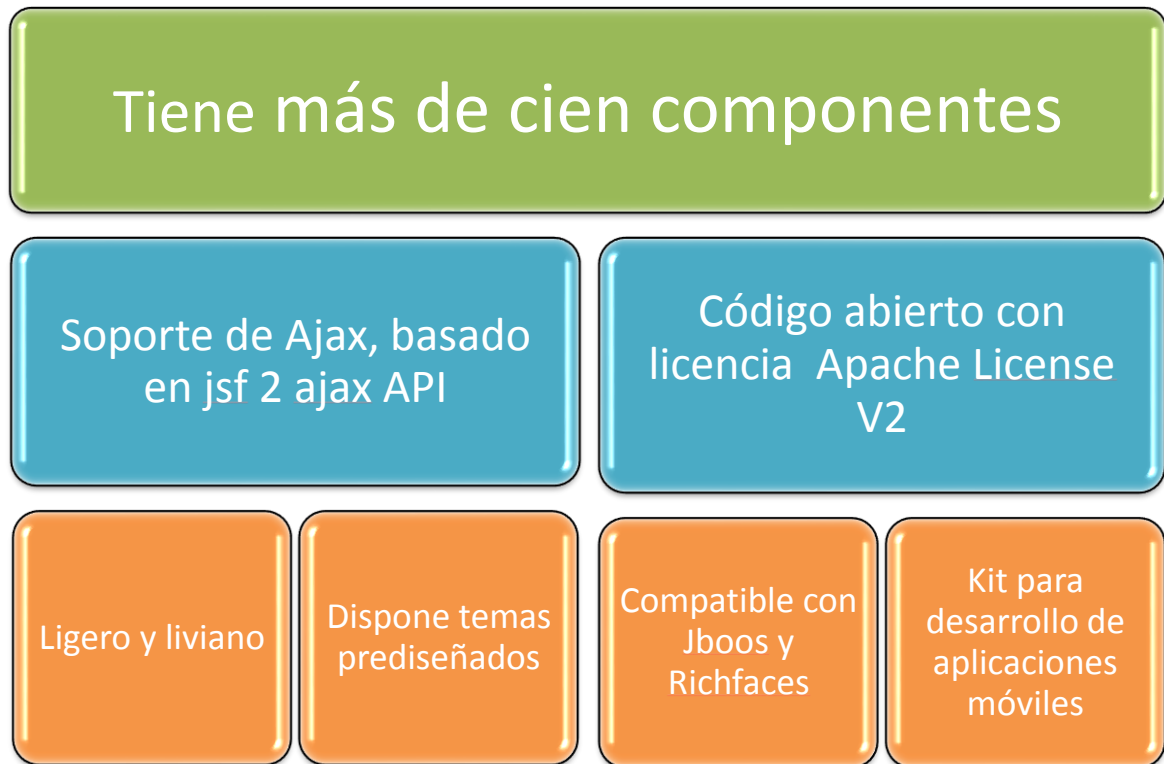 Tiene más de cien componentes
Soporte de Ajax, basado
en jsf 2 ajax API
Código abierto con
licencia Apache License
V2
Ligero y liviano
Dispone temas
prediseñados
Compatible con
Jboos y
Richfaces
Kit para
desarrollo de
aplicaciones
móviles